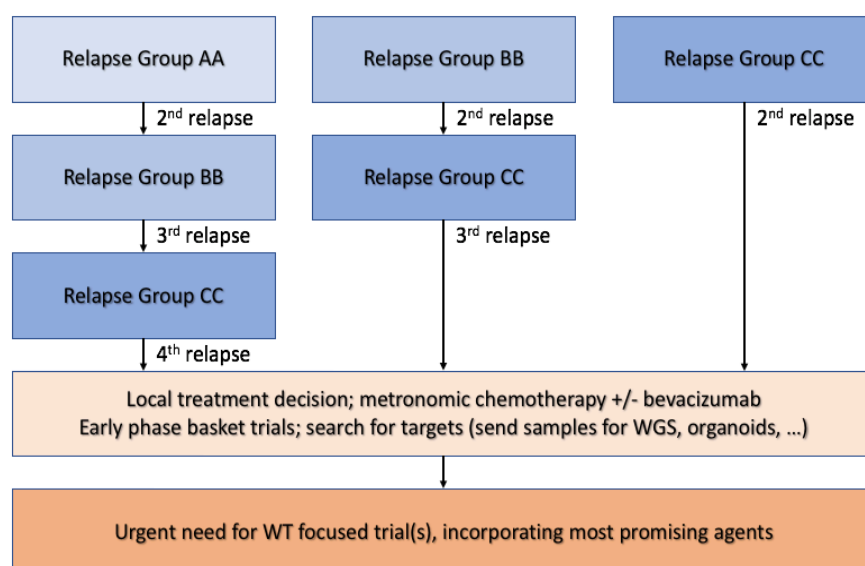 Relapse Group AA
Relapse Group BB
Relapse Group CC
2nd relapse
2nd relapse
2nd relapse
Relapse Group BB
Relapse Group CC
3rd relapse
3rd relapse
Relapse Group CC
4th relapse
Local treatment decision; metronomic chemotherapy +/- bevacizumab
Early phase basket trials; search for targets (send samples for WGS, organoids, ...)
Urgent need for WT focused trial(s), incorporating most promising agents